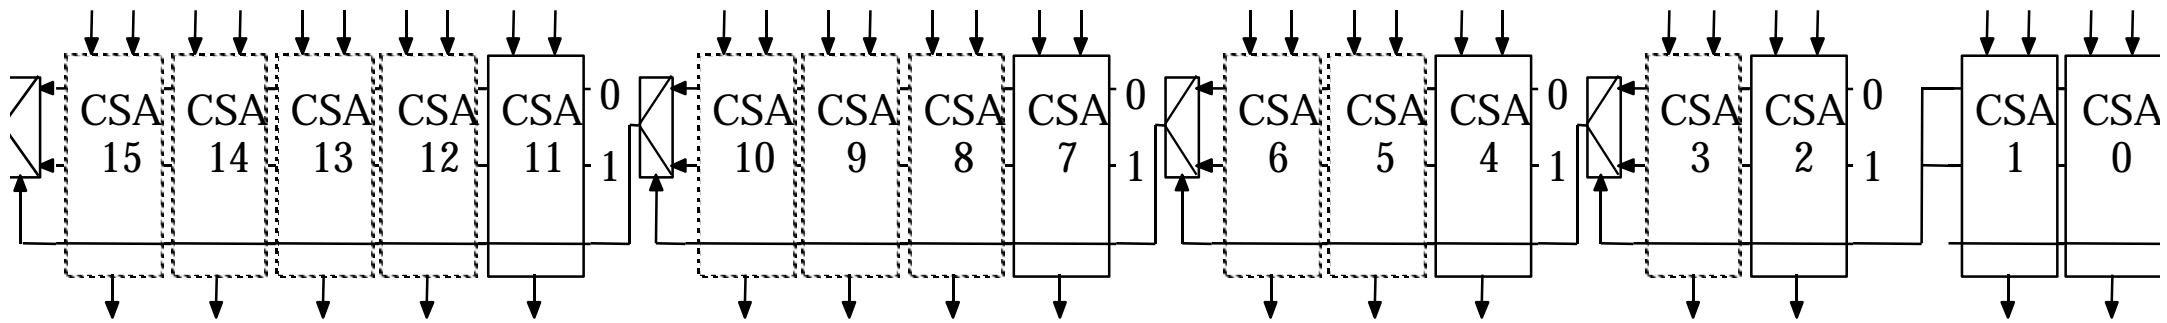 CSA 15
CSA 14
CSA 13
CSA 12
CSA 11
0
1
CSA 10
CSA 9
CSA 8
CSA 7
0
1
CSA 6
CSA 5
CSA 4
0
1
CSA 3
CSA 2
0
1
CSA 1
CSA 0